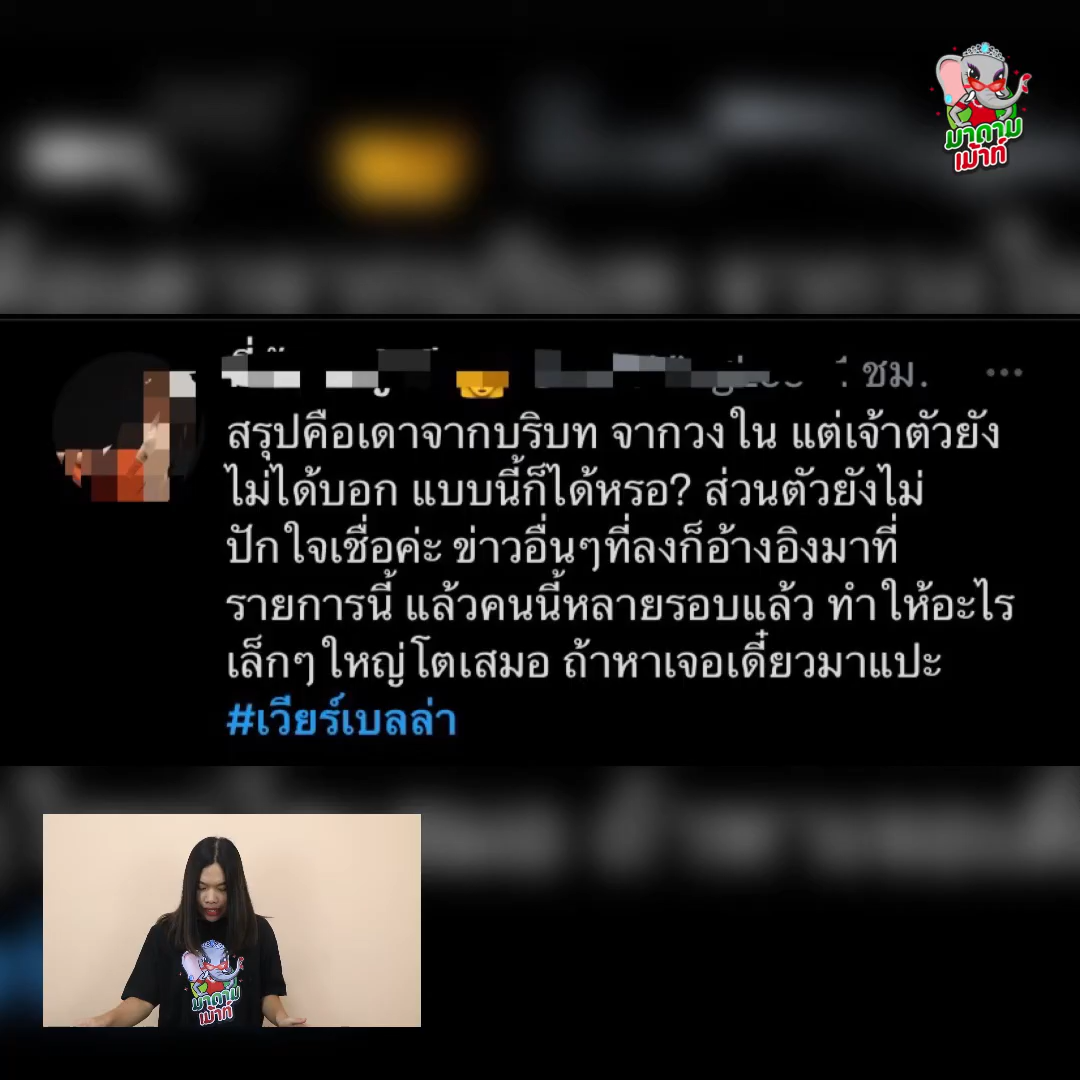 มาดาม
เม้าท์
1 ชม.
สรุปคือเดาจากบริบท จากวงใน แต่เจ้าตัวยัง
ไม่ได้บอก แบบนี้ก็ได้หรอ? ส่วนตัวยังไม่
ปักใจเชื่อค่ะ ข่าวอื่นๆที่ลงก็อ้างอิงมาที่
รายการนี้ แล้วคนนี้หลายรอบแล้ว ทำให้อะไร
เล็กๆใหญ่โตเสมอ ถ้าหาเจอเดี๋ยวมาแปะ
#เวียร์เบลล่า
มาดาม
เม้าท์